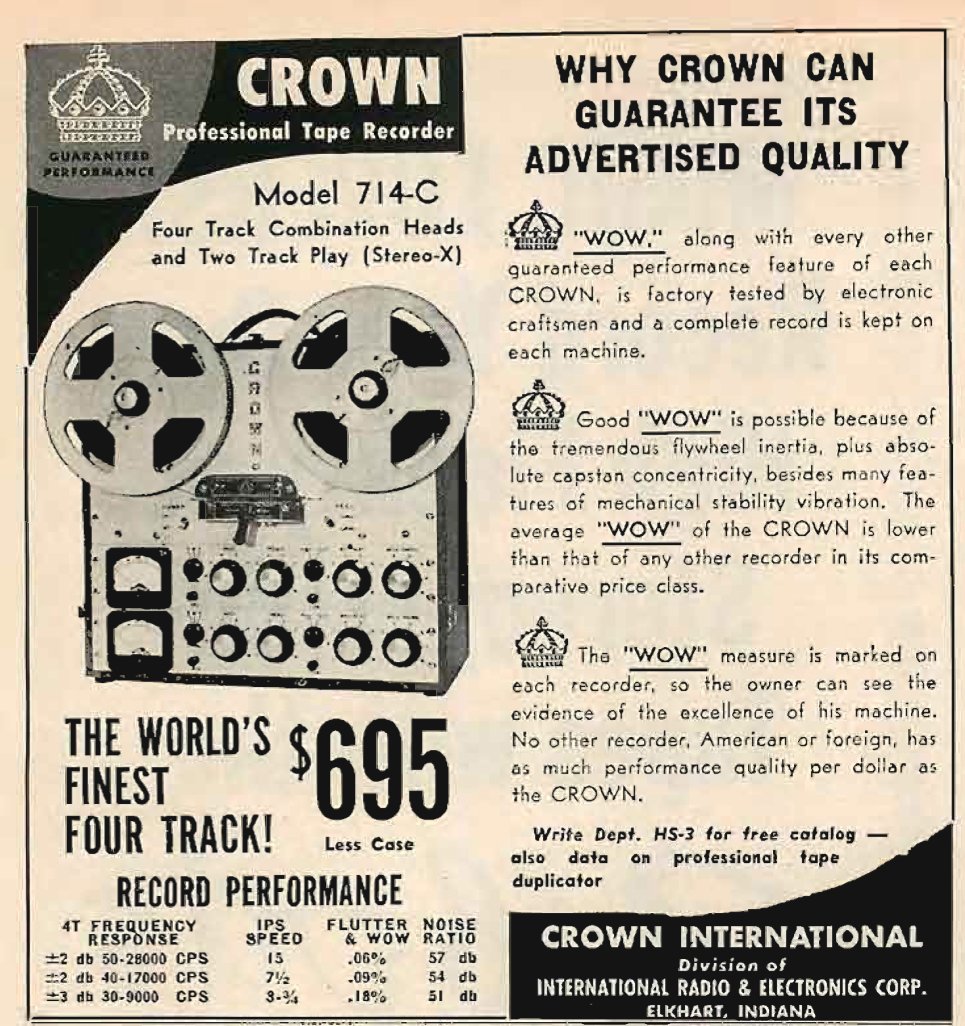 GUARANTEED
PERFORMANCE
CROWN
Professional Tape Recorder
Model 714-C
Four Track Combination Heads
and Two Track Play (Stereo-X)
CROWN
THE WORLD'S
FINEST
FOUR TRACK!
$695
Less Case
RECORD PERFORMANCE
4T FREQUENCY RESPONSE IPS SPEED FLUTTER & WOW NOISE RATIO
±2 db 50-28000 CPS 15 .06% 57 db
±2 db 40-17000 CPS 7½ .09% 54 db
±3 db 30-9000 CPS 3-¾ .18% 51 db
WHY CROWN CAN
GUARANTEE ITS
ADVERTISED QUALITY
"WOW," along with every other
guaranteed performance feature of each
CROWN, is factory tested by electronic
craftsmen and a complete record is kept on
each machine.
Good "WOW" is possible because of
the tremendous flywheel inertia, plus abso-
lute capstan concentricity, besides many fea-
tures of mechanical stability vibration. The
average "WOW" of the CROWN is lower
than that of any other recorder in its com-
parative price class.
The "WOW" measure is marked on
each recorder, so the owner can see the
evidence of the excellence of his machine.
No other recorder, American or foreign, has
as much performance quality per dollar as
the CROWN.
Write Dept. HS-3 for free catalog —
also data on professional tape
duplicator
CROWN INTERNATIONAL
Division of
INTERNATIONAL RADIO & ELECTRONICS CORP.
ELKHART, INDIANA